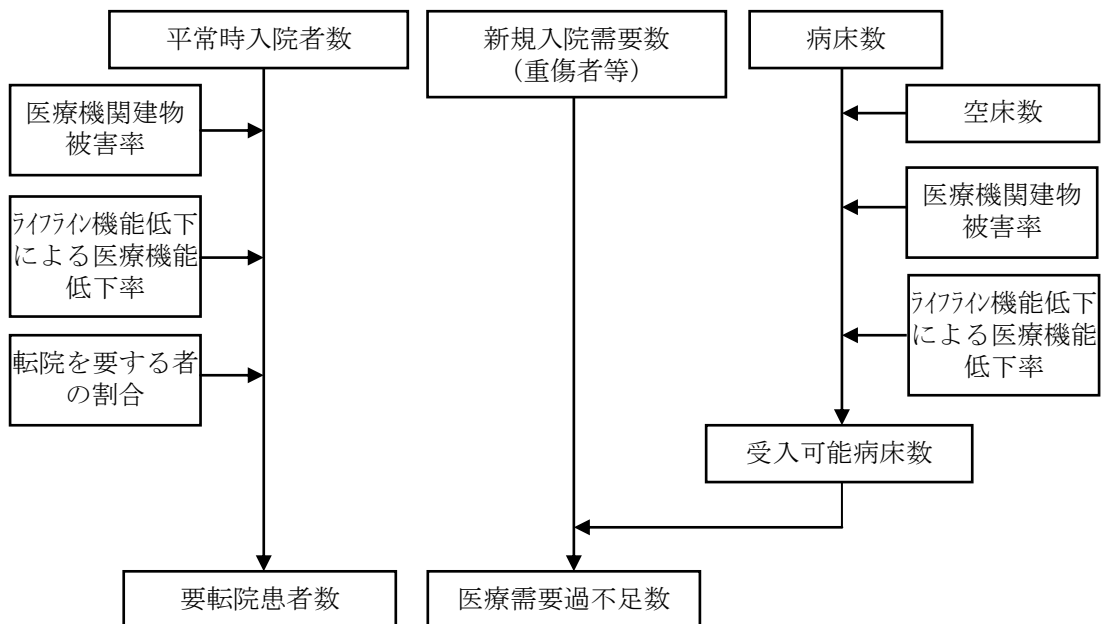 平常時入院者数
新規入院需要数
（重傷者等）
病床数
医療機関建物
被害率
空床数
ﾗｲﾌﾗｲﾝ機能低下
による医療機能
低下率
医療機関建物
被害率
転院を要する者
の割合
ﾗｲﾌﾗｲﾝ機能低下
による医療機能
低下率
受入可能病床数
要転院患者数
医療需要過不足数